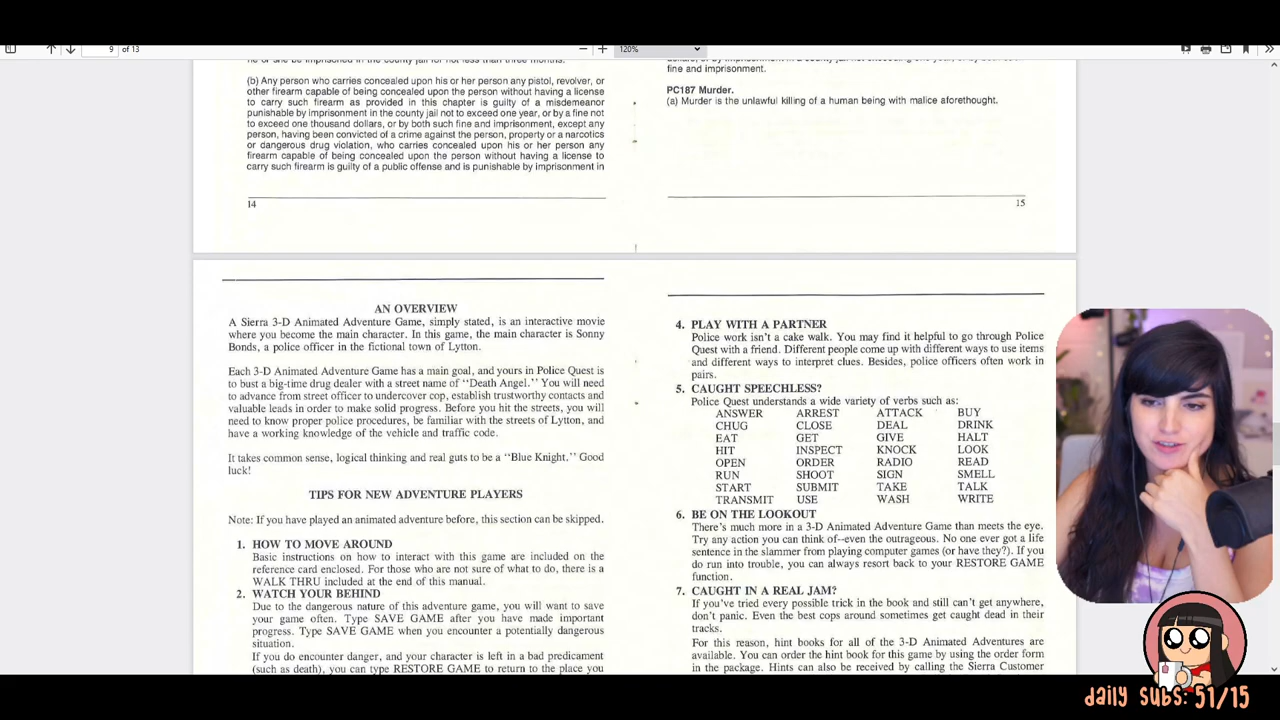 9 of 13
120%
he or she be imprisoned in the county jail for not less than three months.
(b) Any person who carries concealed upon his or her person any pistol, revolver, or
other firearm capable of being concealed upon the person without having a license
to carry such firearm as provided in this chapter is guilty of a misdemeanor
punishable by imprisonment in the county jail not to exceed one year, or by a fine not
to exceed one thousand dollars, or by both such fine and imprisonment, except any
person, having been convicted of a crime against the person, property or a narcotics
or dangerous drug violation, who carries concealed upon his or her person any
firearm capable of being concealed upon the person without having a license to
carry such firearm is guilty of a public offense and is punishable by imprisonment in
14
fine and imprisonment.
PC187 Murder.
(a) Murder is the unlawful killing of a human being with malice aforethought.
15
AN OVERVIEW
A Sierra 3-D Animated Adventure Game, simply stated, is an interactive movie
where you become the main character. In this game, the main character is Sonny
Bonds, a police officer in the fictional town of Lytton.
Each 3-D Animated Adventure Game has a main goal, and yours in Police Quest is
to bust a big-time drug dealer with a street name of "Death Angel." You will need
to advance from street officer to undercover cop, establish trustworthy contacts and
valuable leads in order to make solid progress. Before you hit the streets, you will
need to know proper police procedures, be familiar with the streets of Lytton, and
have a working knowledge of the vehicle and traffic code.
It takes common sense, logical thinking and real guts to be a "Blue Knight." Good
luck!
TIPS FOR NEW ADVENTURE PLAYERS
Note: If you have played an animated adventure before, this section can be skipped.
1. HOW TO MOVE AROUND
Basic instructions on how to interact with this game are included on the
reference card enclosed. For those who are not sure of what to do, there is a
WALK THRU included at the end of this manual.
2. WATCH YOUR BEHIND
Due to the dangerous nature of this adventure game, you will want to save
your game often. Type SAVE GAME after you have made important
progress. Type SAVE GAME when you encounter a potentially dangerous
situation.
If you do encounter danger, and your character is left in a bad predicament
(such as death), you can type RESTORE GAME to return to the place you
4. PLAY WITH A PARTNER
Police work isn't a cake walk. You may find it helpful to go through Police
Quest with a friend. Different people come up with different ways to use items
and different ways to interpret clues. Besides, police officers often work in
pairs.
5. CAUGHT SPEECHLESS?
Police Quest understands a wide variety of verbs such as:
ANSWER ARREST ATTACK BUY
CHUG CLOSE DEAL DRINK
EAT GET GIVE HALT
HIT INSPECT KNOCK LOOK
OPEN ORDER RADIO READ
RUN SHOOT SIGN SMELL
START SUBMIT TAKE TALK
TRANSMIT USE WASH WRITE
6. BE ON THE LOOKOUT
There's much more in a 3-D Animated Adventure Game than meets the eye.
Try any action you can think of--even the outrageous. No one ever got a life
sentence in the slammer from playing computer games (or have they?). If you
do run into trouble, you can always resort back to your RESTORE GAME
function.
7. CAUGHT IN A REAL JAM?
If you've tried every possible trick in the book and still can't get anywhere,
don't panic. Even the best cops around sometimes get caught dead in their
tracks.
For this reason, hint books for all of the 3-D Animated Adventures are
available. You can order the hint book for this game by using the order form
in the package. Hints can also be received by calling the Sierra Customer
daily subs: 51/15